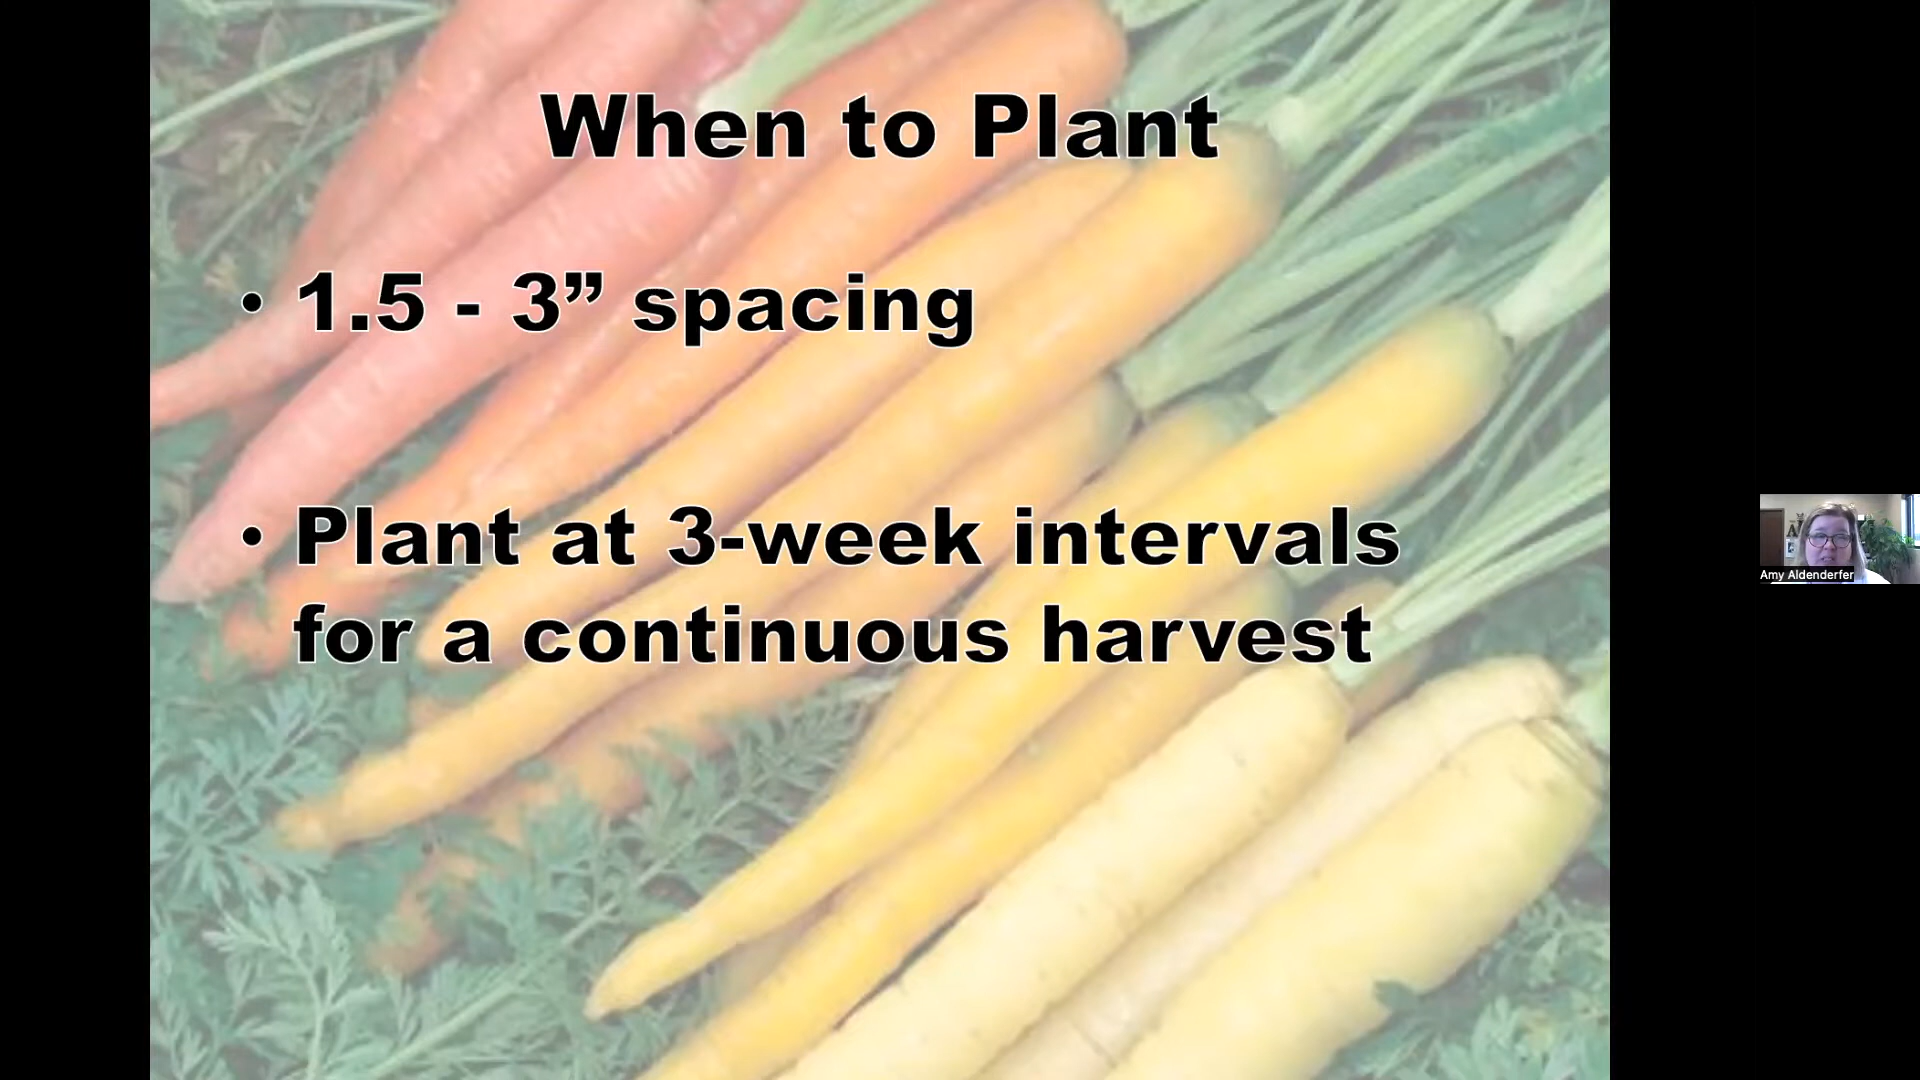 When to Plant
• 1.5 - 3” spacing
• Plant at 3-week intervals
for a continuous harvest
Amy Aldenderfer